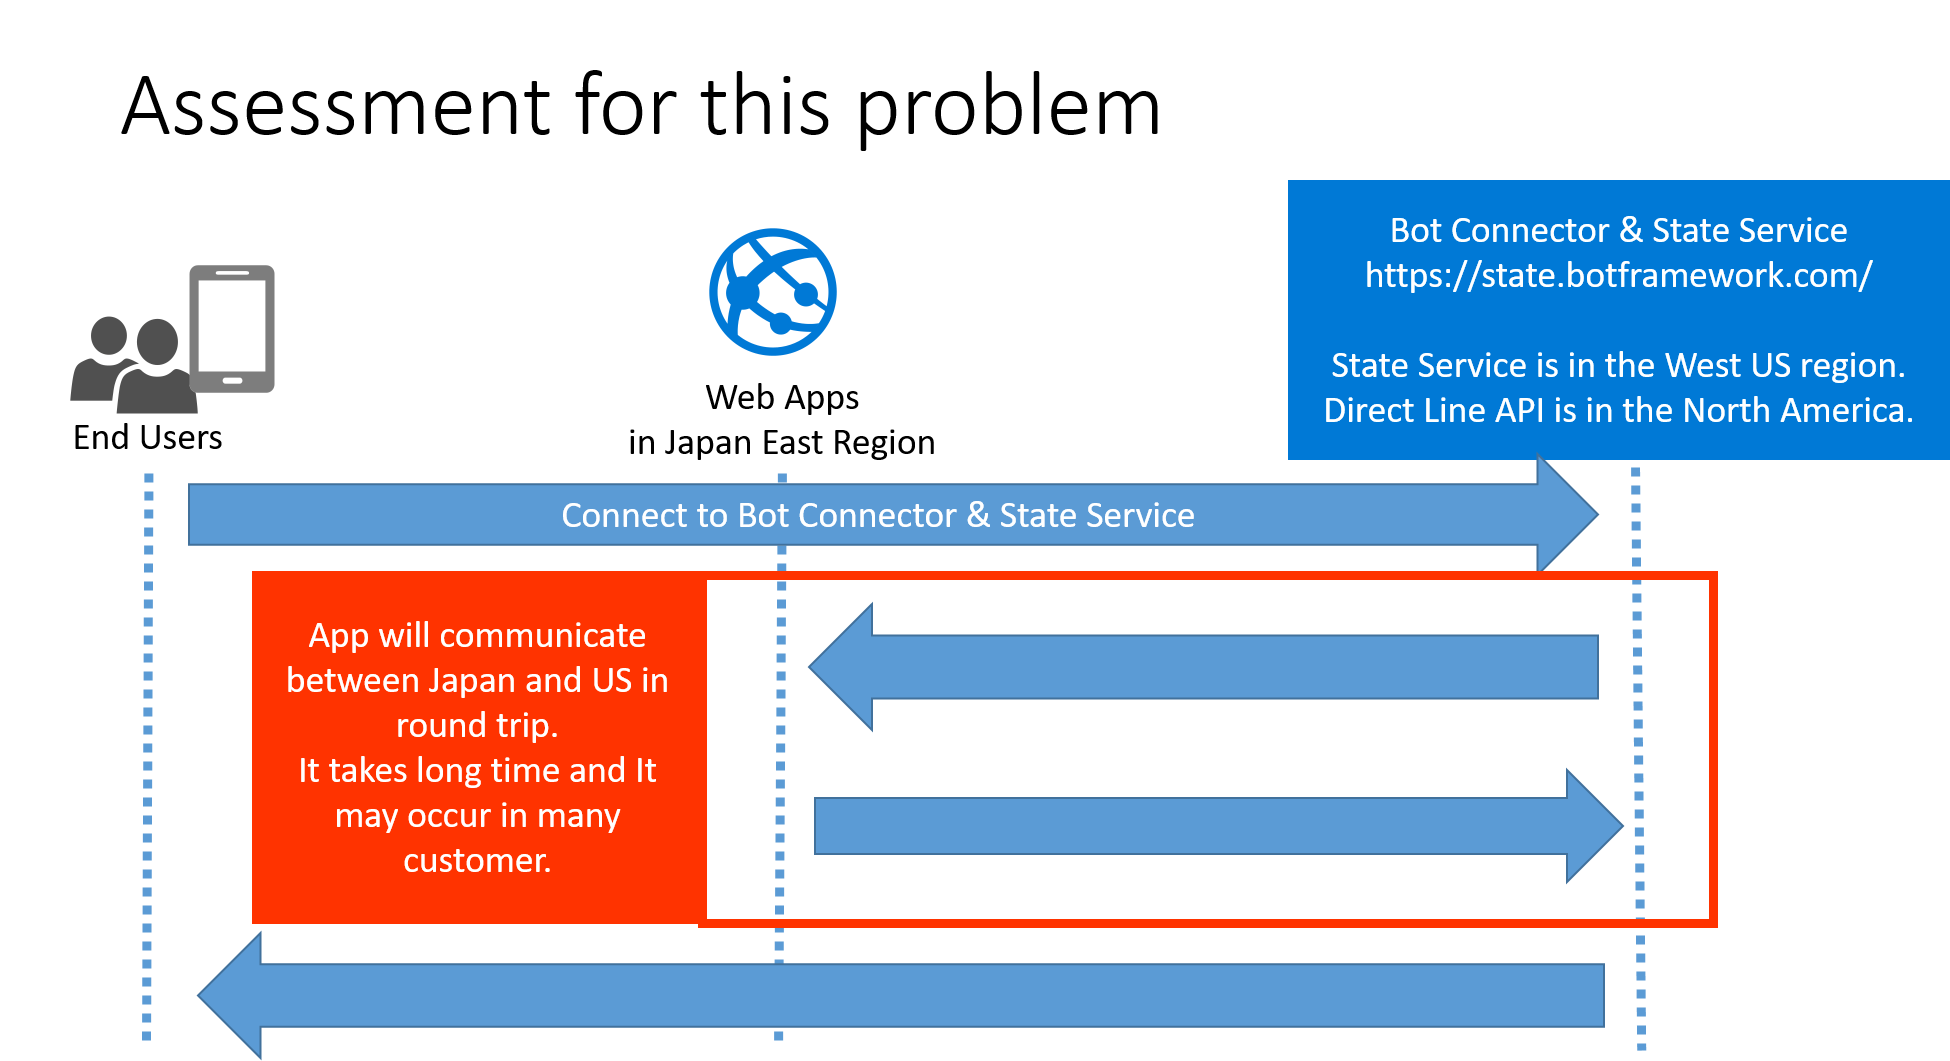 Assessment for this problem
Bot Connector & State Service
https://state.botframework.com/
State Service is in the West US region.
Direct Line API is in the North America.
End Users
Web Apps
in Japan East Region
Connect to Bot Connector & State Service
App will communicate
between Japan and US in
round trip.
It takes long time and It
may occur in many
customer.